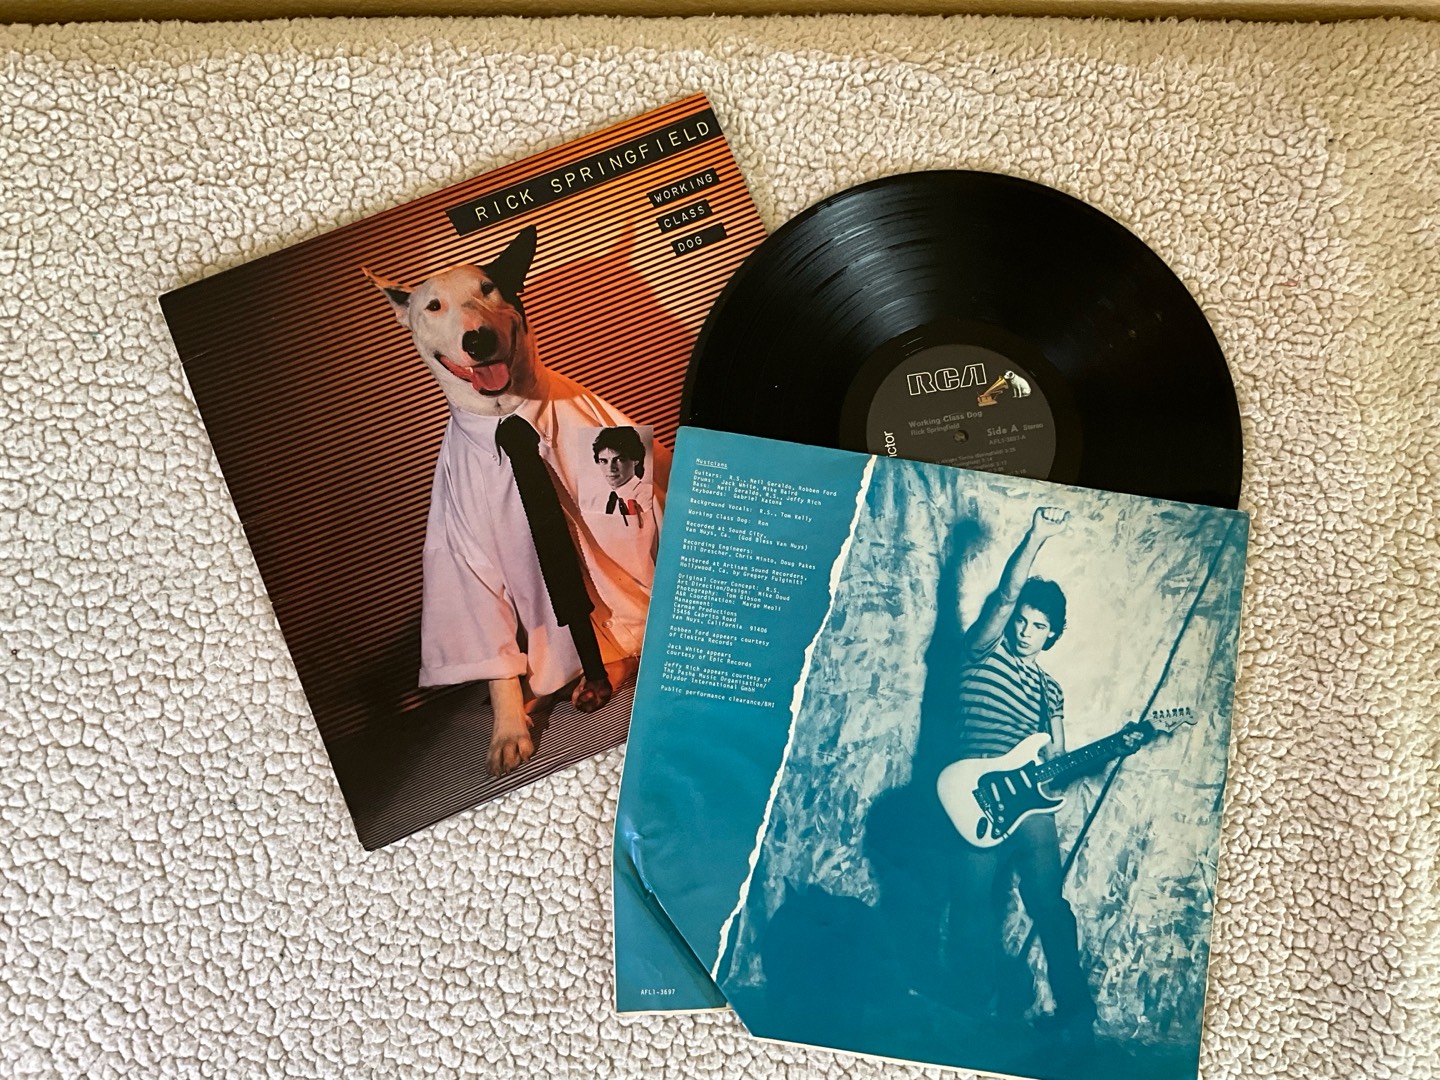 RICK SPRINGFIELD
WORKING
CLASS
DOG
RCA
Working Class Dog
Rick Springfield
Side A Stereo
AFL1-3697-A
Musicians
Guitars: R.S., Neil Geraldo, Robben Ford
Drums: Jack White, Mike Baird
Bass: Neil Geraldo, R.S., Jeffy Rich
Keyboards: Gabriel Katona
Background Vocals: R.S., Tom Kelly
Working Class Dog: Ron
Recorded at Sound City,
Van Nuys, Ca. (God Bless Van Nuys)
Recording Engineers:
Bill Drescher, Chris Minto, Doug Pakes
Mastered at Artisan Sound Recorders,
Hollywood, Ca. by Gregory Fulginiti
Original Cover Concept: R.S.
Art Direction/Design: Mike Doud
Photography: Tom Gibson
A&R Coordination: Marge Meoli
Management:
Carman Productions
15456 Cabrito Road
Van Nuys, California 91406
Robben Ford appears courtesy
of Elektra Records
Jack White appears
courtesy of Epic Records
Jeffy Rich appears courtesy of
The Pasha Music Organisation/
Polydor International GmbH
Public performance clearance/BMI
AFL1-3697